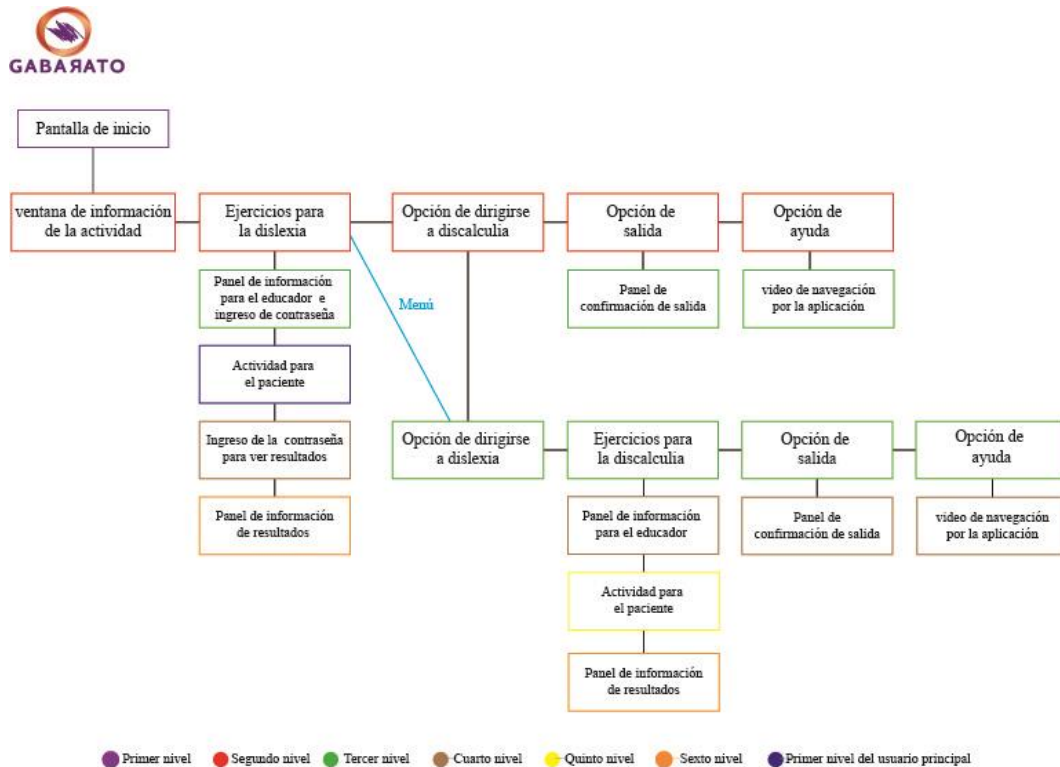 GABAЯATO
Pantalla de inicio
ventana de información
de la actividad
Ejercicios para
la dislexia
Opción de dirigirse
a discalculia
Opción de
salida
Opción de
ayuda
Panel de información
para el educador e
ingreso de contraseña
Menú
Panel de
confirmación de salida
video de navegación
por la aplicación
Actividad para
el paciente
Ingreso de la contraseña
para ver resultados
Panel de información
de resultados
Opción de dirigirse
a dislexia
Ejercicios para
la discalculia
Opción de
salida
Opción de
ayuda
Panel de información
para el educador
Panel de
confirmación de salida
video de navegación
por la aplicación
Actividad para
el paciente
Panel de información
de resultados
Primer nivel Segundo nivel Tercer nivel Cuarto nivel Quinto nivel Sexto nivel Primer nivel del usuario principal